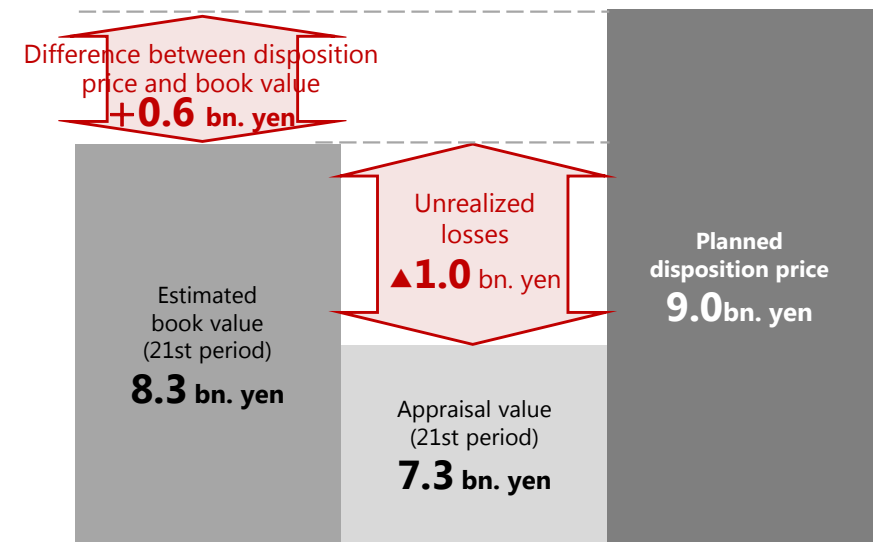 Difference between disposition
price and book value
+0.6 bn. yen
Unrealized
losses
▲1.0 bn. yen
Planned
disposition price
9.0bn. yen
Estimated
book value
(21st period)
8.3 bn. yen
Appraisal value
(21st period)
7.3 bn. yen